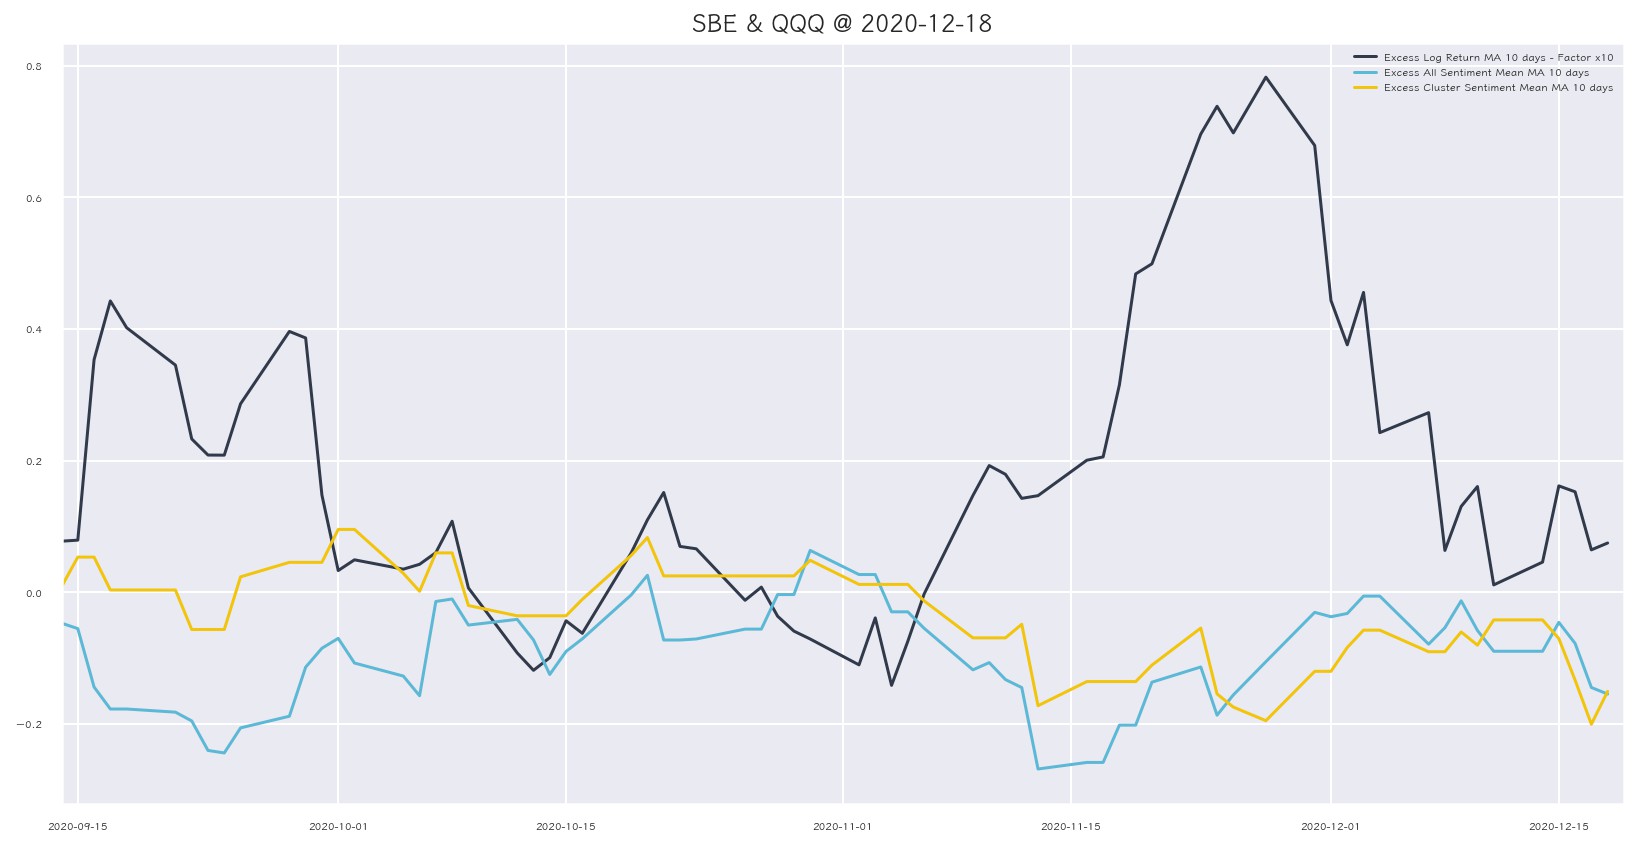 SBE & QQQ @ 2020-12-18
Excess Log Return MA 10 days - Factor x10
Excess All Sentiment Mean MA 10 days
Excess Cluster Sentiment Mean MA 10 days
0.8
0.6
0.4
0.2
0.0
−0.2
2020-09-15 2020-10-01 2020-10-15 2020-11-01 2020-11-15 2020-12-01 2020-12-15